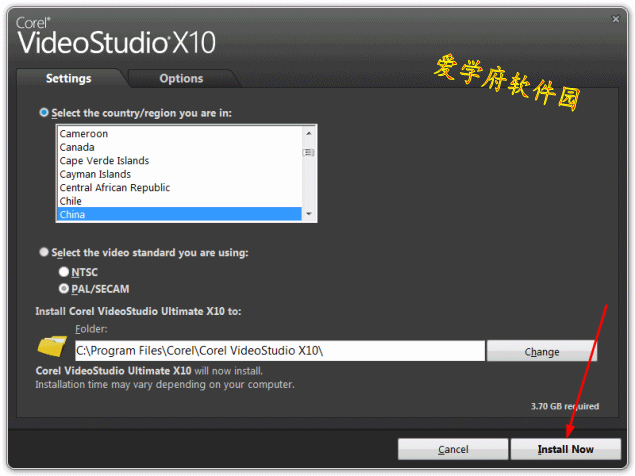 Corel®
VideoStudio® X10
爱学府软件园
Settings
Options
Select the country/region you are in:
Cameroon
Canada
Cape Verde Islands
Cayman Islands
Central African Republic
Chile
China
Select the video standard you are using:
NTSC
PAL/SECAM
Install Corel VideoStudio Ultimate X10 to:
Folder:
C:\Program Files\Corel\Corel VideoStudio X10\
Change
Corel VideoStudio Ultimate X10 will now install.
Installation time may vary depending on your computer.
3.70 GB required
Cancel
Install Now